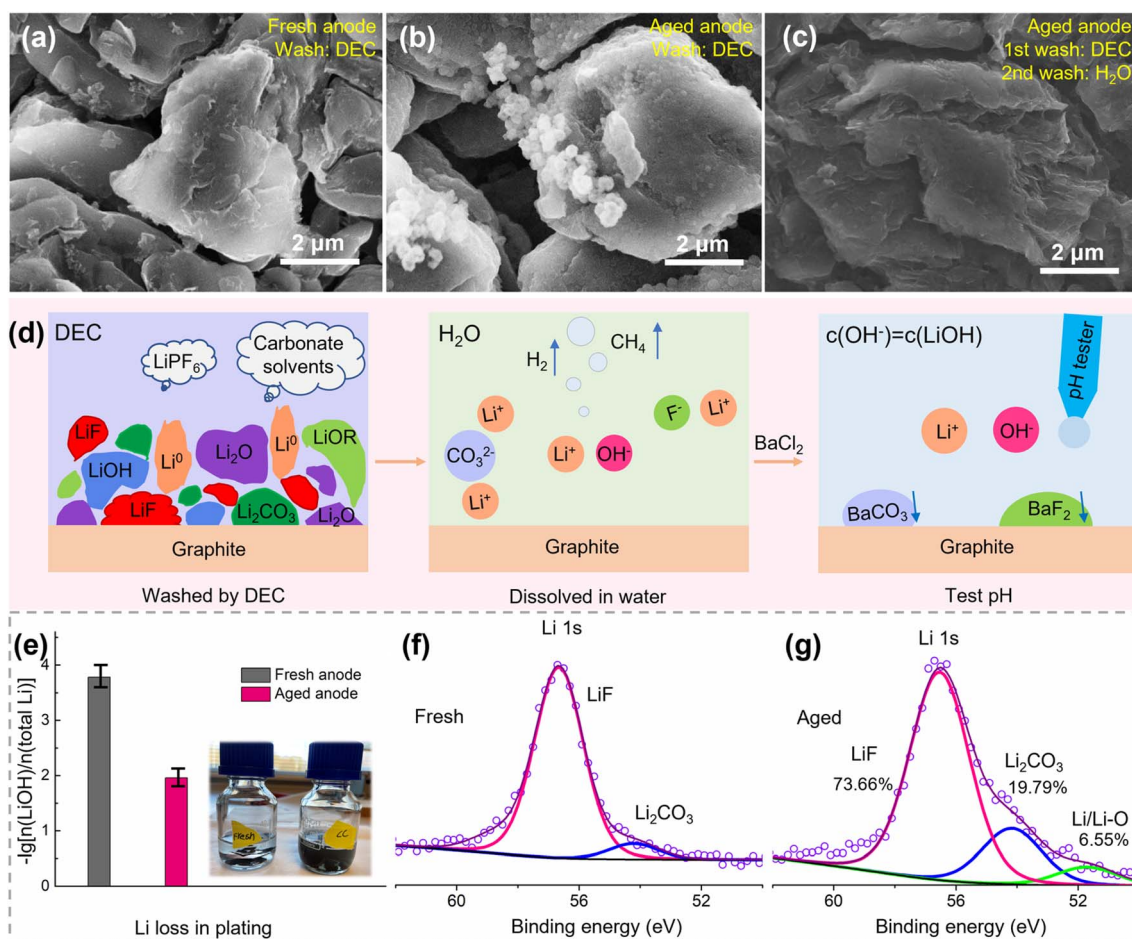 (a)
Fresh anode
Wash: DEC
2 μm
(b)
Aged anode
Wash: DEC
2 μm
(c)
Aged anode
1st wash: DEC
2nd wash: H₂O
2 μm
(d)
DEC
LiPF₆
Carbonate
solvents
LiF
LiOH
Li⁰
Li₂O
Li⁰
LiOR
LiF
Li₂CO₃
Li₂O
Graphite
Washed by DEC
H₂O
H₂
CH₄
Li⁺
CO₃²⁻
Li⁺
Li⁺
OH⁻
F⁻
Li⁺
Graphite
Dissolved in water
BaCl₂
c(OH⁻)=c(LiOH)
pH tester
Li⁺
OH⁻
BaCO₃
BaF₂
Graphite
Test pH
(e)
-lg[n(LiOH)/n(total Li)]
4
3
2
1
0
Fresh anode
Aged anode
Fresh
CC
Li loss in plating
(f)
Li 1s
Fresh
LiF
Li₂CO₃
60
56
52
Binding energy (eV)
(g)
Li 1s
Aged
LiF
73.66%
Li₂CO₃
19.79%
Li/Li-O
6.55%
60
56
52
Binding energy (eV)